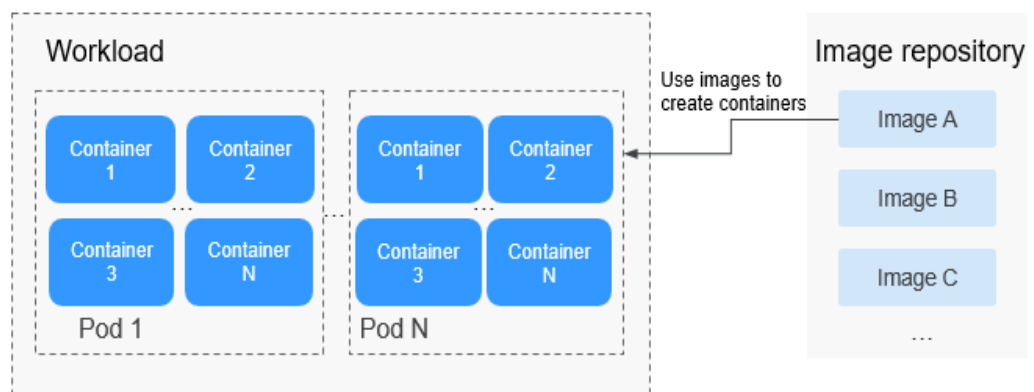 Workload
Image repository
Use images to
create containers
Container
1
Container
2
...
Container
3
Container
N
Pod 1
...
Container
1
Container
2
...
Container
3
Container
N
Pod N
Image A
Image B
Image C
...